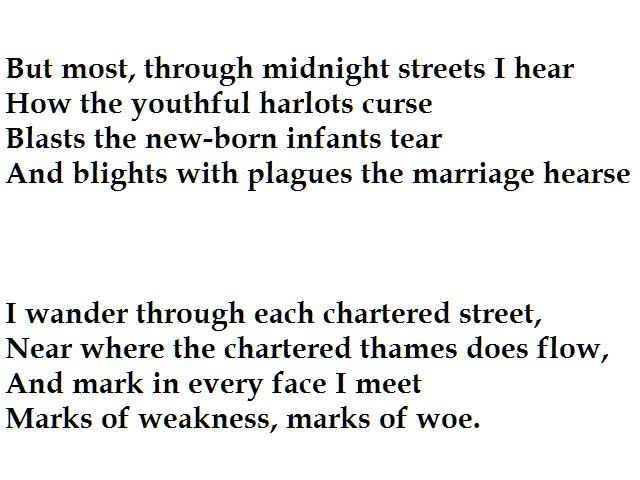 But most, through midnight streets I hear
How the youthful harlots curse
Blasts the new-born infants tear
And blights with plagues the marriage hearse
I wander through each chartered street,
Near where the chartered thames does flow,
And mark in every face I meet
Marks of weakness, marks of woe.